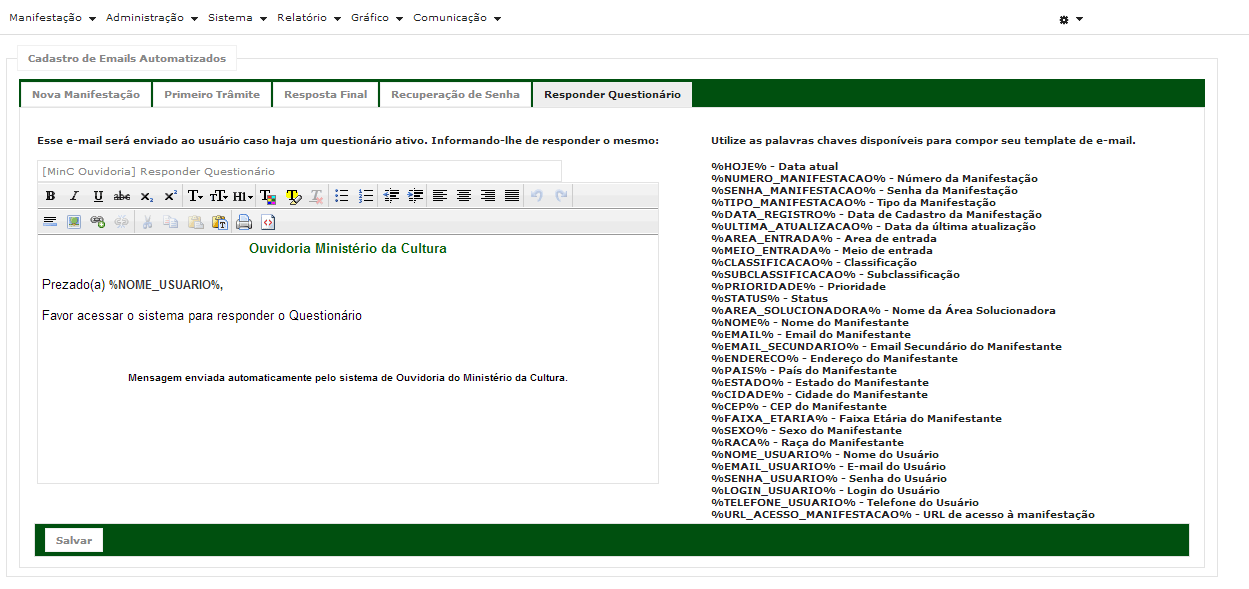 Manifestação Administração Sistema Relatório Gráfico Comunicação
Cadastro de Emails Automatizados
Nova Manifestação Primeiro Trâmite Resposta Final Recuperação de Senha Responder Questionário
Esse e-mail será enviado ao usuário caso haja um questionário ativo. Informando-lhe de responder o mesmo:
[MinC Ouvidoria] Responder Questionário
B I U abc x₂ x² T TT H1 T T T
Ouvidoria Ministério da Cultura
Prezado(a) %NOME_USUARIO%,
Favor acessar o sistema para responder o Questionário
Mensagem enviada automaticamente pelo sistema de Ouvidoria do Ministério da Cultura.
Utilize as palavras chaves disponíveis para compor seu template de e-mail.
%HOJE% - Data atual
%NUMERO_MANIFESTACAO% - Número da Manifestação
%SENHA_MANIFESTACAO% - Senha da Manifestação
%TIPO_MANIFESTACAO% - Tipo da Manifestação
%DATA_REGISTRO% - Data de Cadastro da Manifestação
%ULTIMA_ATUALIZACAO% - Data da última atualização
%AREA_ENTRADA% - Area de entrada
%MEIO_ENTRADA% - Meio de entrada
%CLASSIFICACAO% - Classificação
%SUBCLASSIFICACAO% - Subclassificação
%PRIORIDADE% - Prioridade
%STATUS% - Status
%AREA_SOLUCIONADORA% - Nome da Área Solucionadora
%NOME% - Nome do Manifestante
%EMAIL% - Email do Manifestante
%EMAIL_SECUNDARIO% - Email Secundário do Manifestante
%ENDERECO% - Endereço do Manifestante
%PAIS% - País do Manifestante
%ESTADO% - Estado do Manifestante
%CIDADE% - Cidade do Manifestante
%CEP% - CEP do Manifestante
%FAIXA_ETARIA% - Faixa Etária do Manifestante
%SEXO% - Sexo do Manifestante
%RACA% - Raça do Manifestante
%NOME_USUARIO% - Nome do Usuário
%EMAIL_USUARIO% - E-mail do Usuário
%SENHA_USUARIO% - Senha do Usuário
%LOGIN_USUARIO% - Login do Usuário
%TELEFONE_USUARIO% - Telefone do Usuário
%URL_ACESSO_MANIFESTACAO% - URL de acesso à manifestação
Salvar